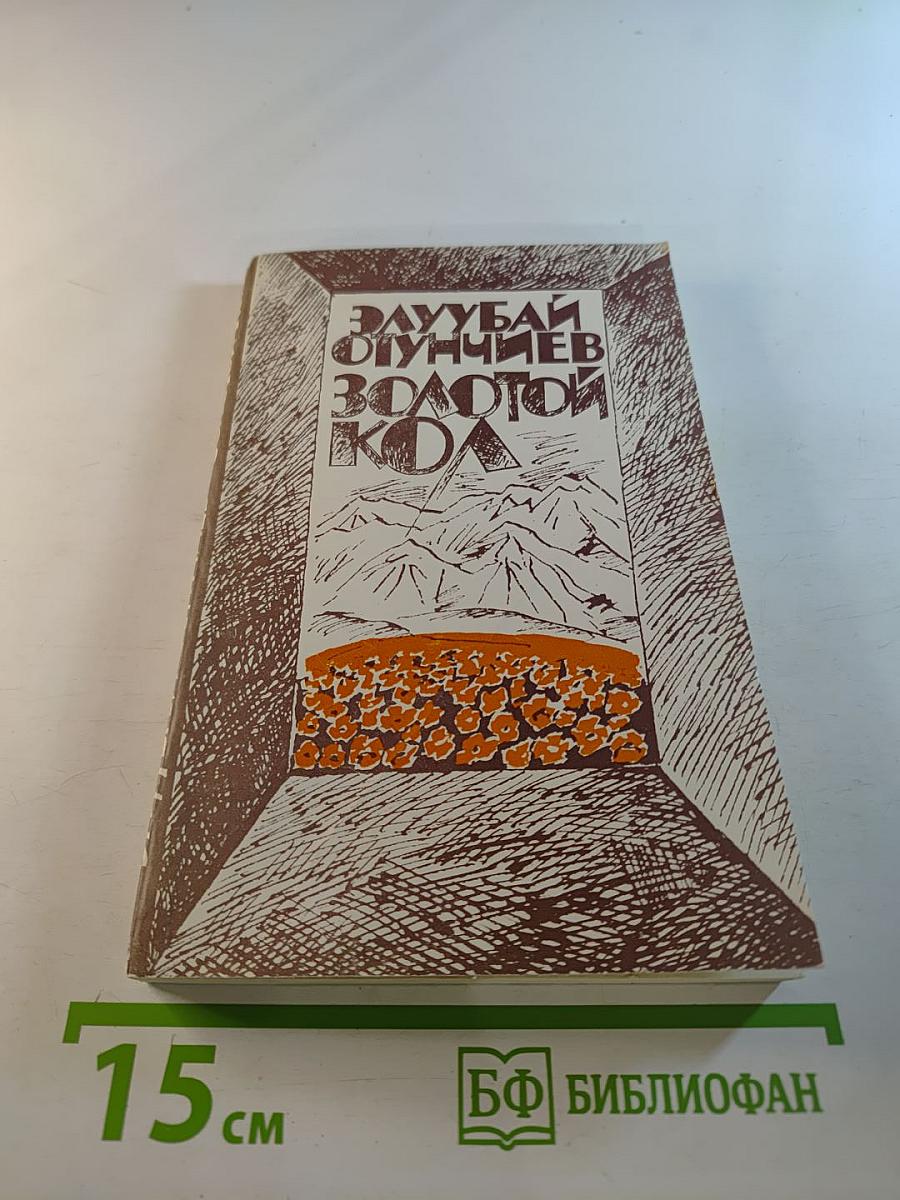 ЭЛУУБАЙ
ОТУНЧИЕВ
ЗОЛОТОЙ
КОЛ
15 см
БФ БИБЛИОФАН